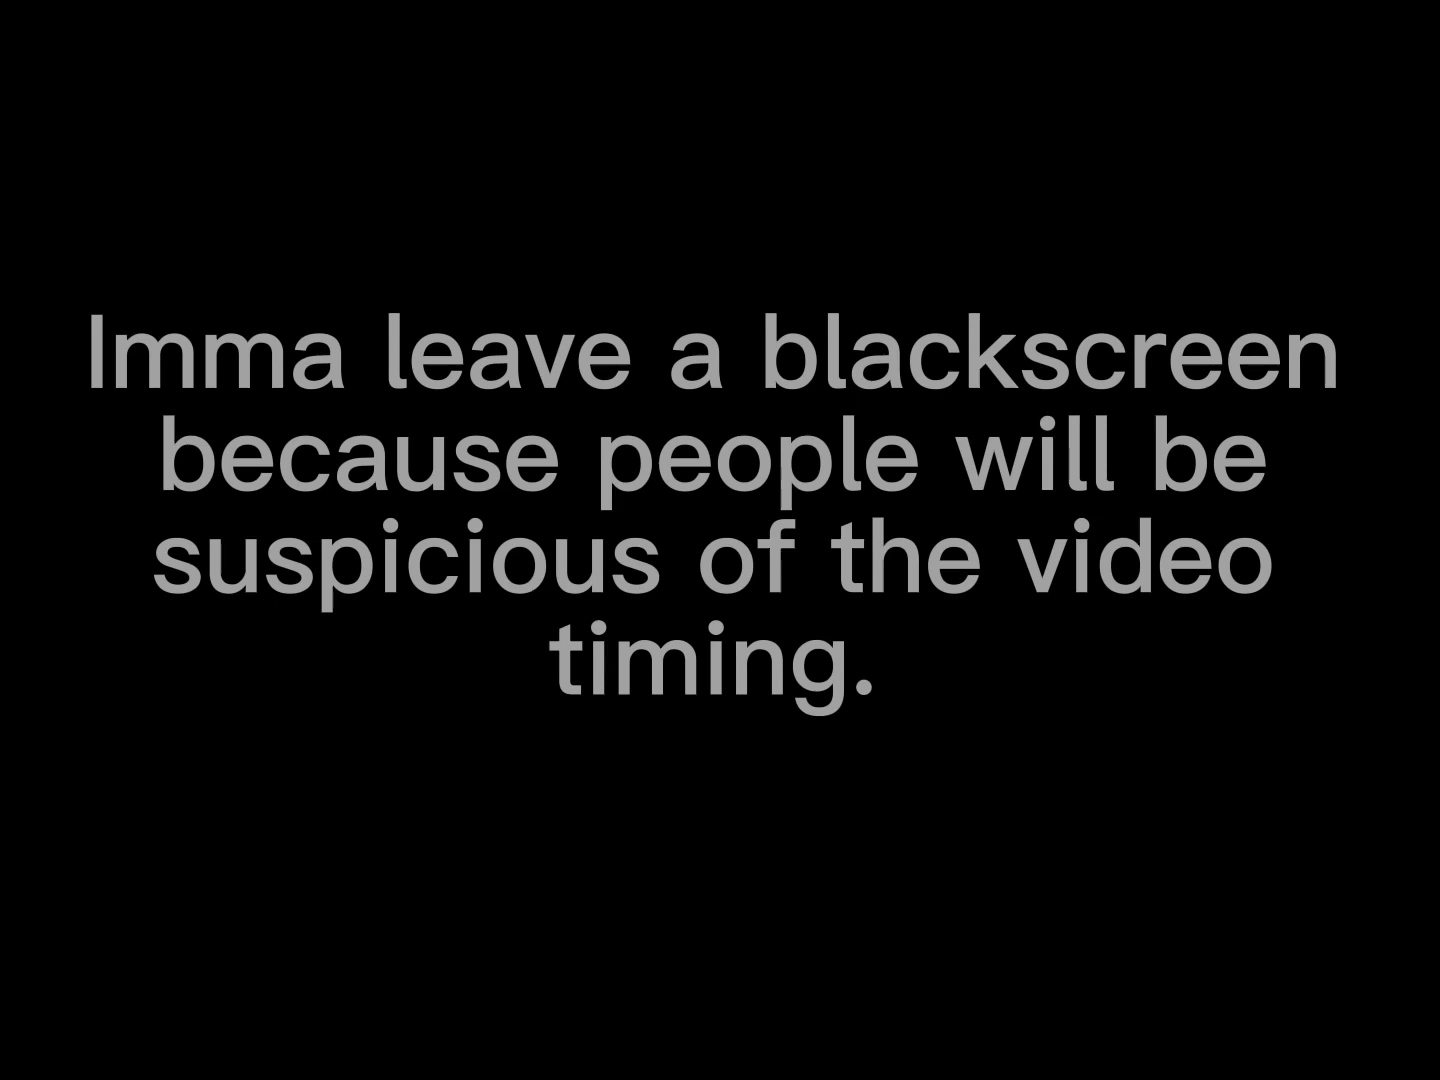 Imma leave a blackscreen
because people will be
suspicious of the video
timing.